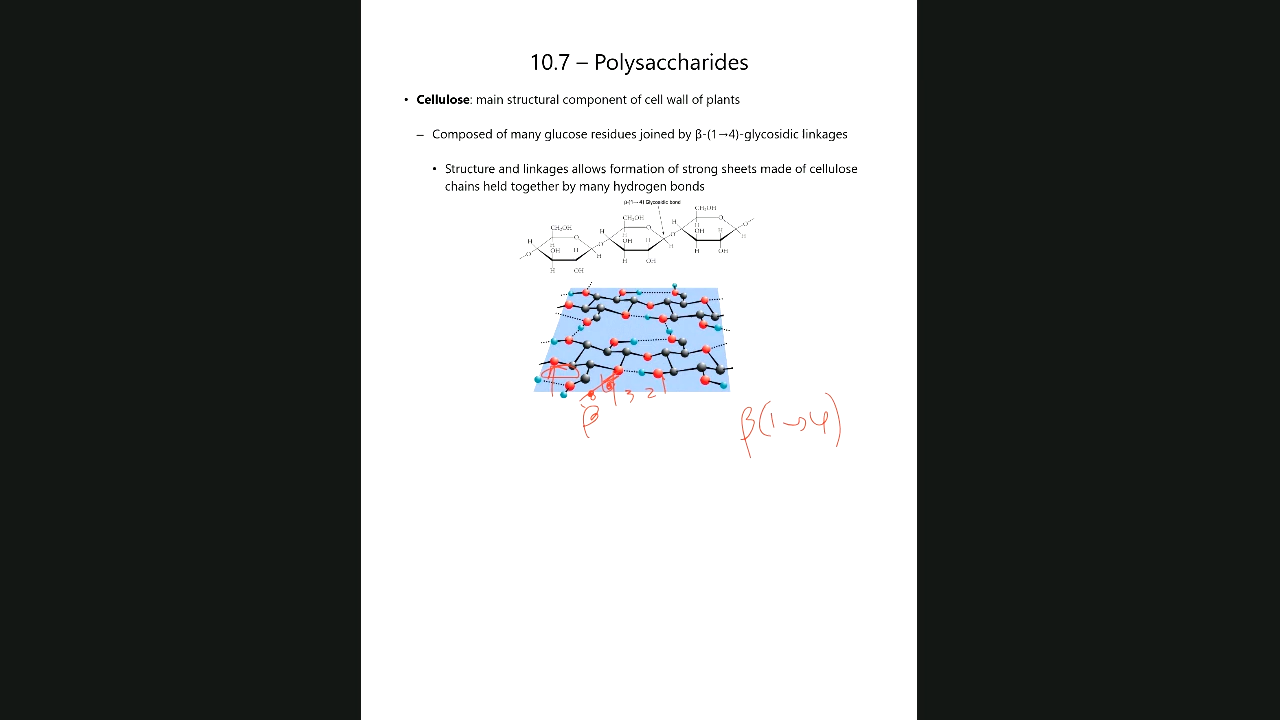 10.7 – Polysaccharides
• Cellulose: main structural component of cell wall of plants
– Composed of many glucose residues joined by β-(1→4)-glycosidic linkages
• Structure and linkages allows formation of strong sheets made of cellulose
chains held together by many hydrogen bonds
β-(1→4) Glycosidic bond
CH₂OH
CH₂OH
CH₂OH
H O H OH H O H H OH
H O H OH H H H OH
H O H OH H O H H OH
β 3 2
β(1→4)